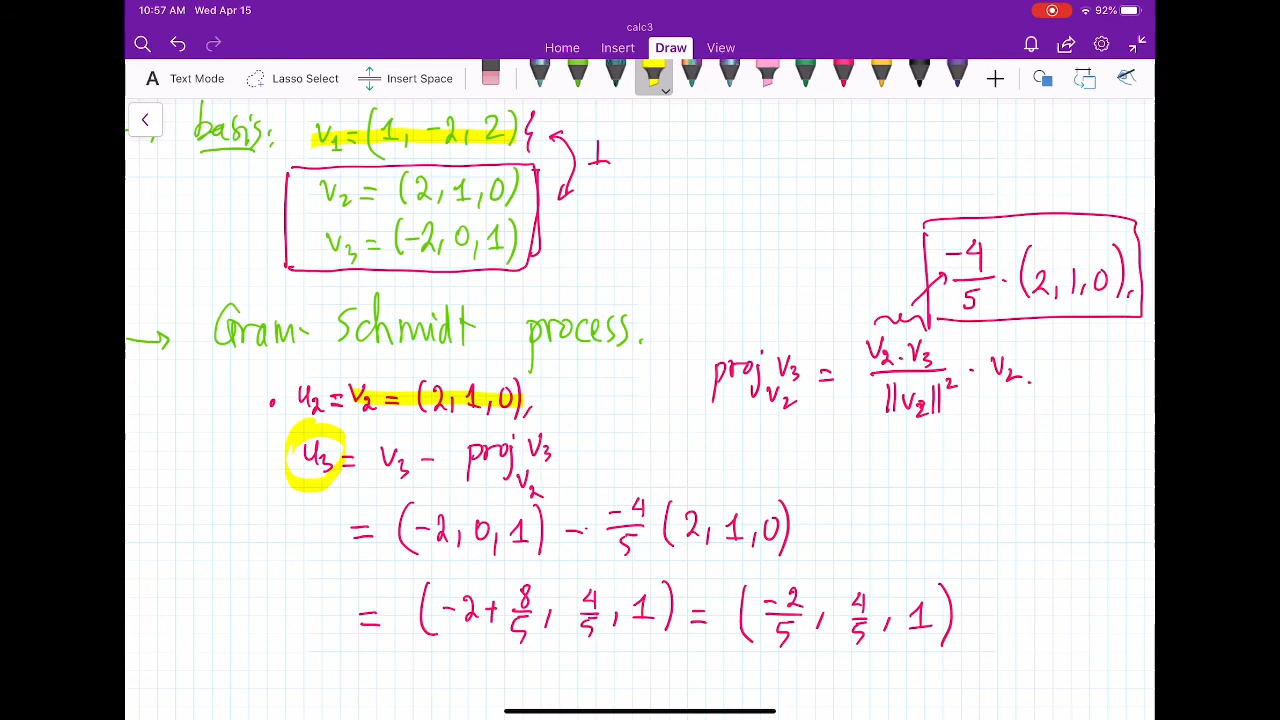 10:57 AM Wed Apr 15
92%
calc3
Home Insert Draw View
A Text Mode Lasso Select Insert Space
basis: v₁ = (1, -2, 2)
⊥
v₂ = (2, 1, 0)
v₃ = (-2, 0, 1)
-4/5 · (2, 1, 0).
→ Gram-Schmidt process.
proj_v₂ v₃ = v₂·v₃/||v₂||² · v₂.
• u₂ = v₂ = (2, 1, 0),
u₃ = v₃ - proj_v₂ v₃
= (-2, 0, 1) - -4/5 (2, 1, 0)
= (-2 + 8/5, 4/5, 1) = (-2/5, 4/5, 1)